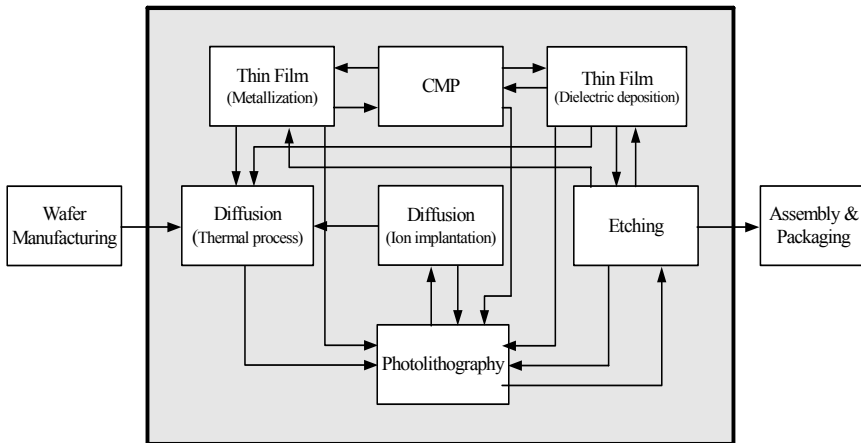 Thin Film
(Metallization)
CMP
Thin Film
(Dielectric deposition)
Wafer
Manufacturing
Diffusion
(Thermal process)
Diffusion
(Ion implantation)
Etching
Assembly &
Packaging
Photolithography